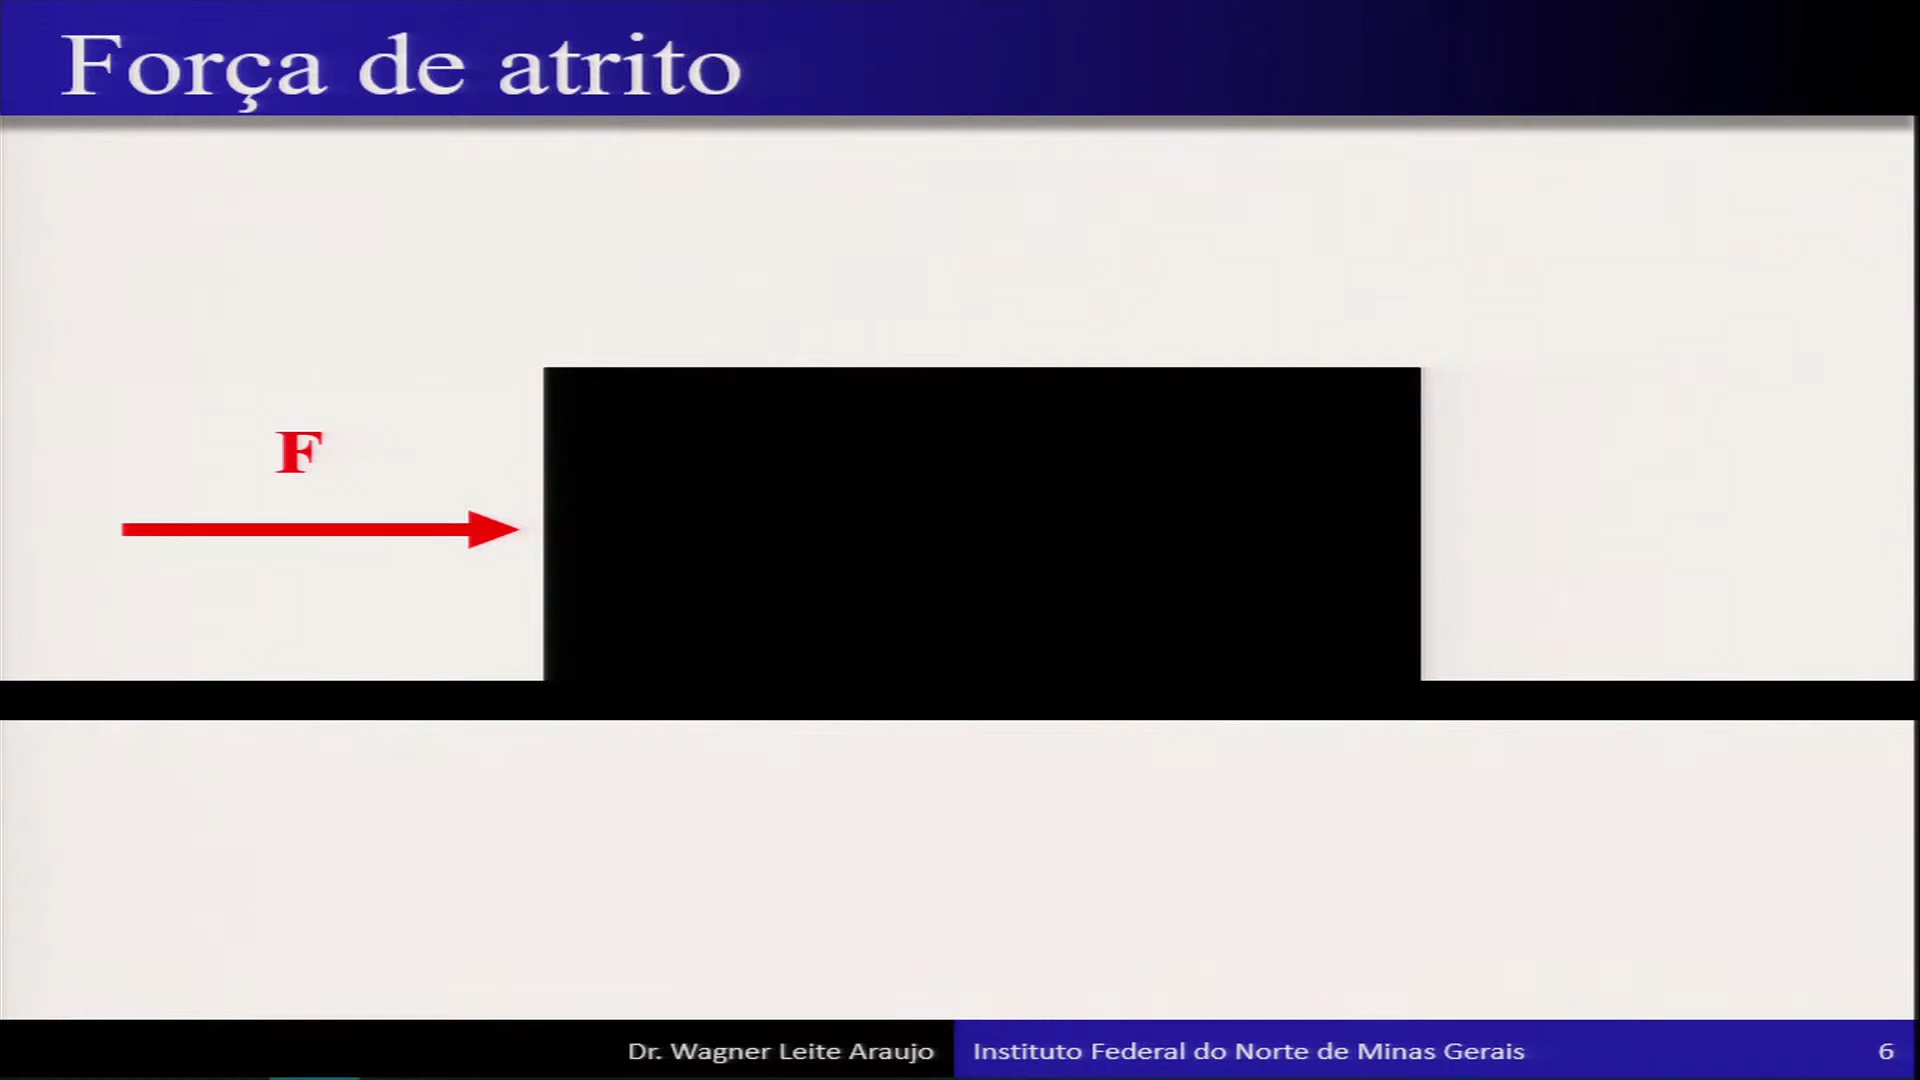 Força de atrito
F
Dr. Wagner Leite Araujo
Instituto Federal do Norte de Minas Gerais
6